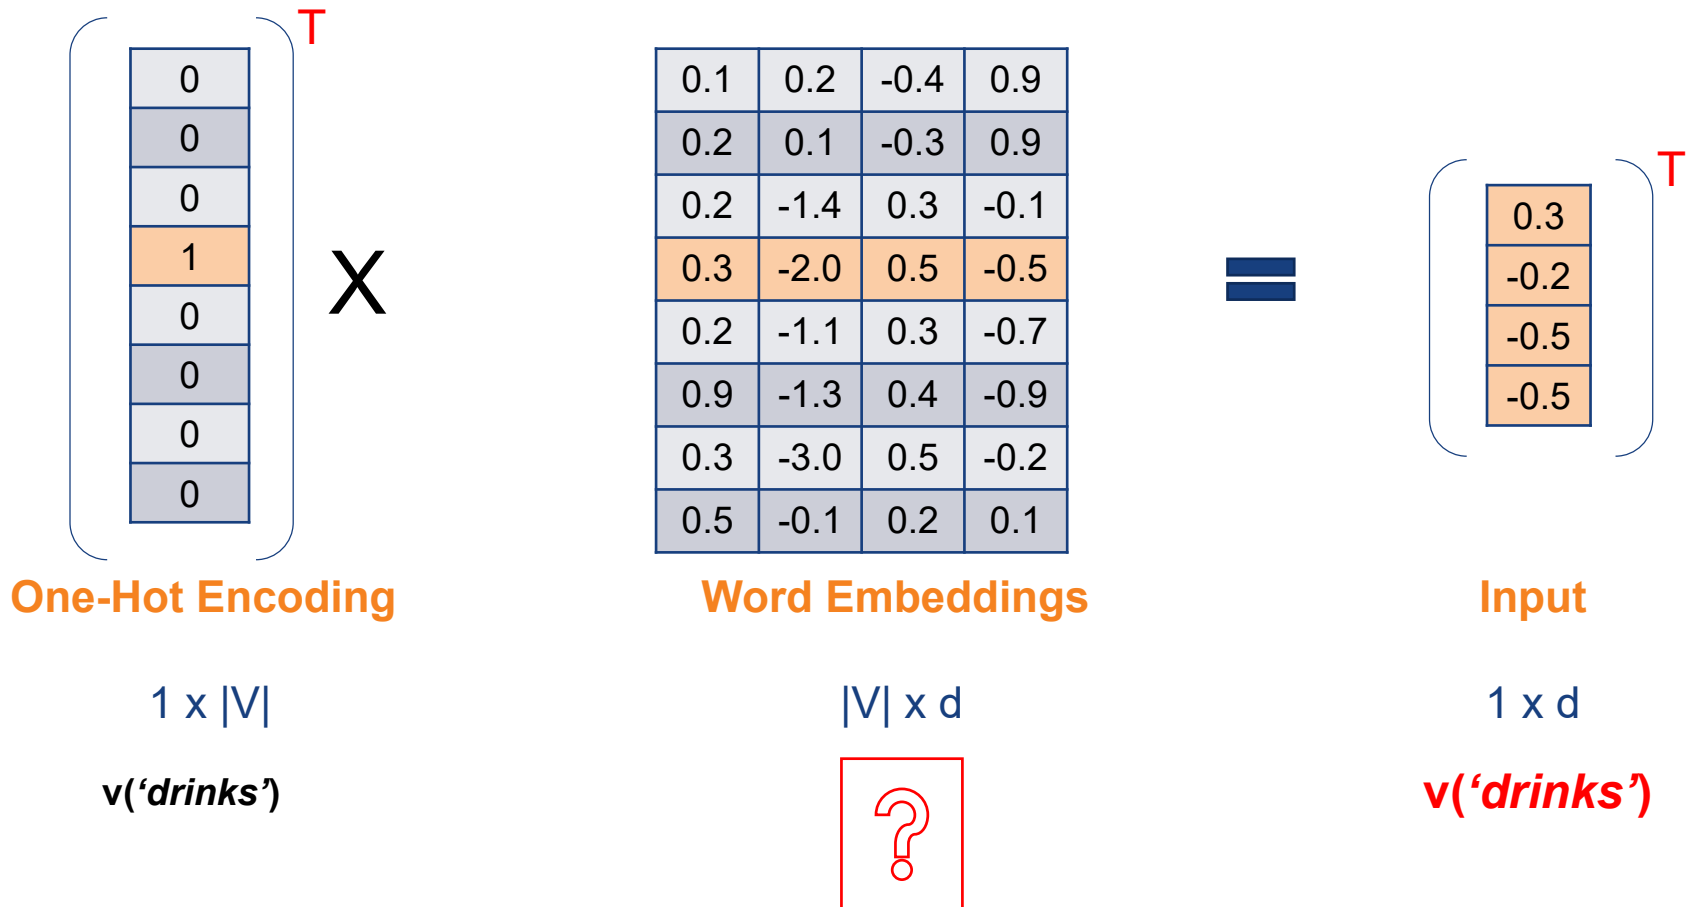 T
0
0
0
1
0
0
0
0
X
0.1 0.2 -0.4 0.9
0.2 0.1 -0.3 0.9
0.2 -1.4 0.3 -0.1
0.3 -2.0 0.5 -0.5
0.2 -1.1 0.3 -0.7
0.9 -1.3 0.4 -0.9
0.3 -3.0 0.5 -0.2
0.5 -0.1 0.2 0.1
=
T
0.3
-0.2
-0.5
-0.5
One-Hot Encoding
Word Embeddings
Input
1 x |V|
|V| x d
1 x d
v(‘drinks’)
?
v(‘drinks’)